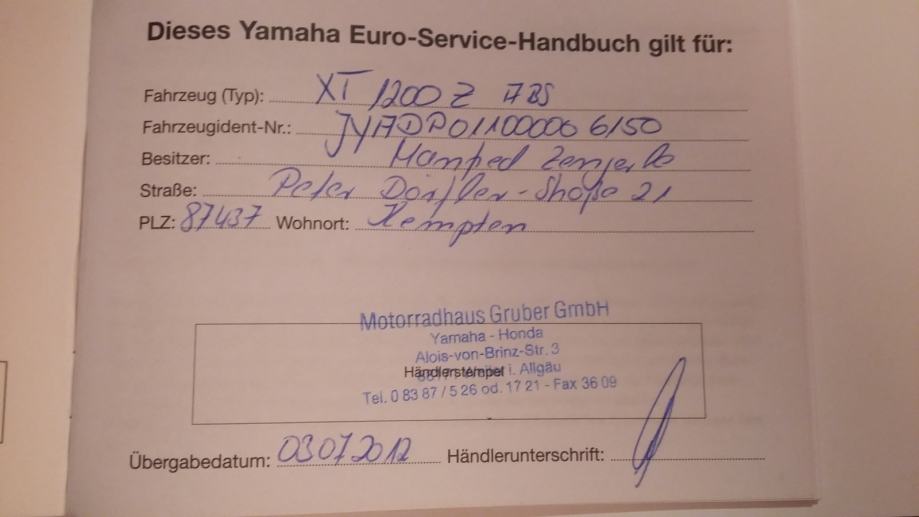 Dieses Yamaha Euro-Service-Handbuch gilt für:
Fahrzeug (Typ): XT 1200 Z ABS
Fahrzeugident-Nr.: JYADP011000006150
Besitzer: Manfred
Straße: Peter Dörfler-Straße 21
PLZ: 87437 Wohnort: Kempten
Motorradhaus Gruber GmbH
Yamaha - Honda
Alois-von-Brinz-Str. 3
Händlerstempel i. Allgäu
Tel. 0 83 87 / 5 26 od. 17 21 - Fax 36 09
Übergabedatum: 03 07 2012 Händlerunterschrift: